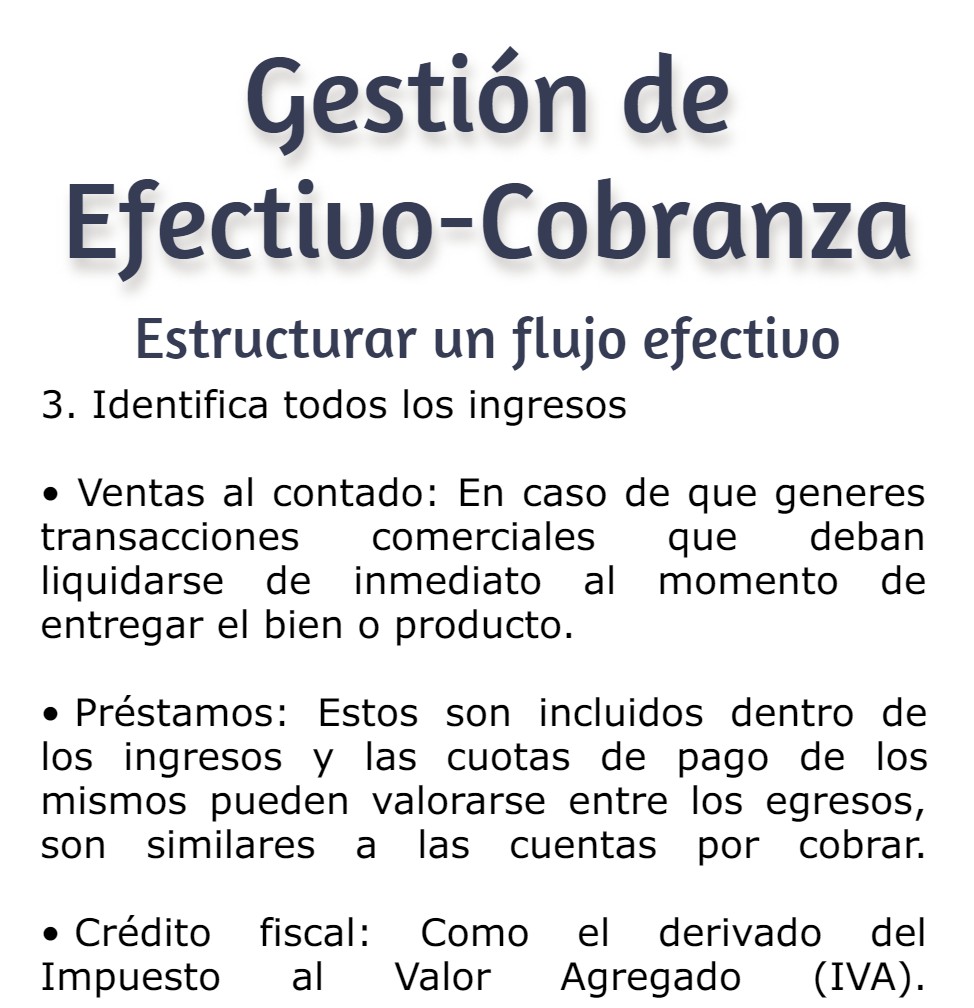 Gestión de
Efectivo-Cobranza
Estructurar un flujo efectivo
3. Identifica todos los ingresos
• Ventas al contado: En caso de que generes
transacciones comerciales que deban
liquidarse de inmediato al momento de
entregar el bien o producto.
• Préstamos: Estos son incluidos dentro de
los ingresos y las cuotas de pago de los
mismos pueden valorarse entre los egresos,
son similares a las cuentas por cobrar.
• Crédito fiscal: Como el derivado del
Impuesto al Valor Agregado (IVA).